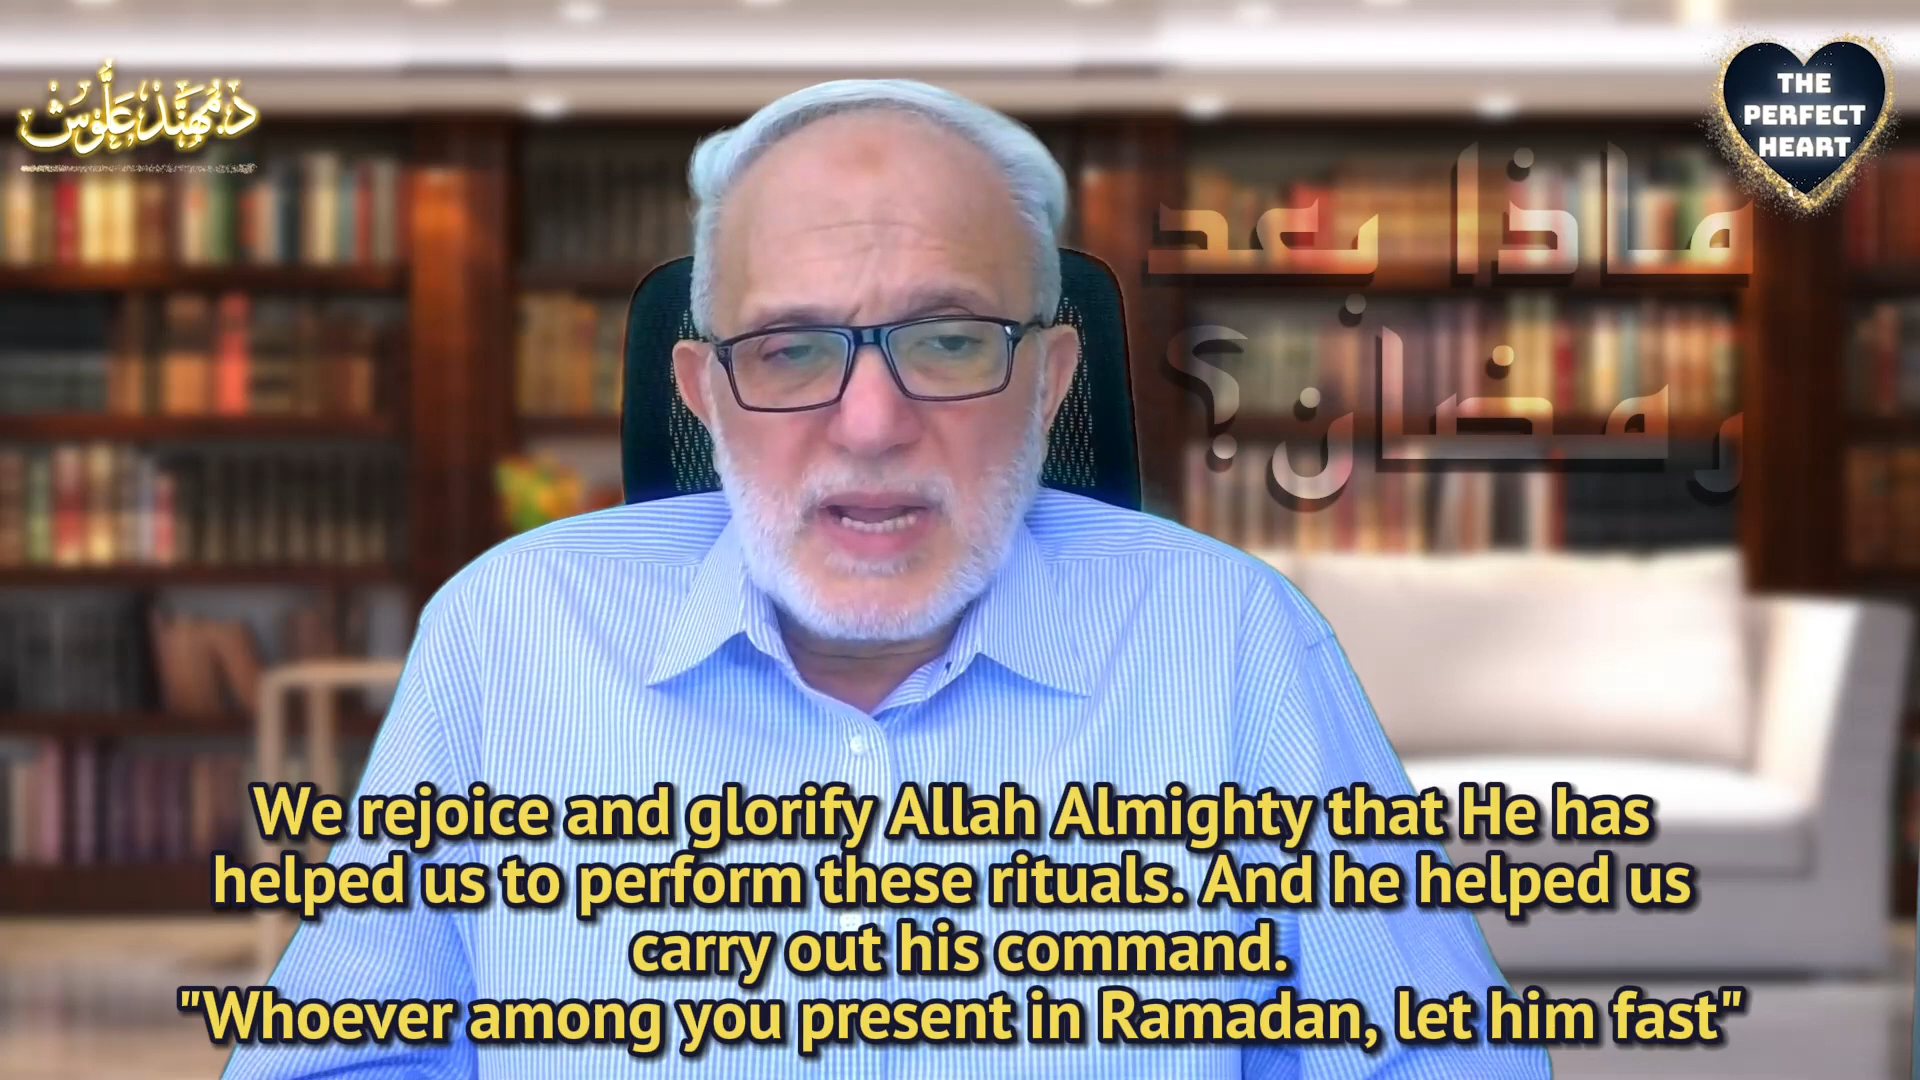 د.مُهَنَّد عَلُّوش
THE
PERFECT
HEART
ماذا بعد
رمضان؟
We rejoice and glorify Allah Almighty that He has
helped us to perform these rituals. And he helped us
carry out his command.
"Whoever among you present in Ramadan, let him fast"